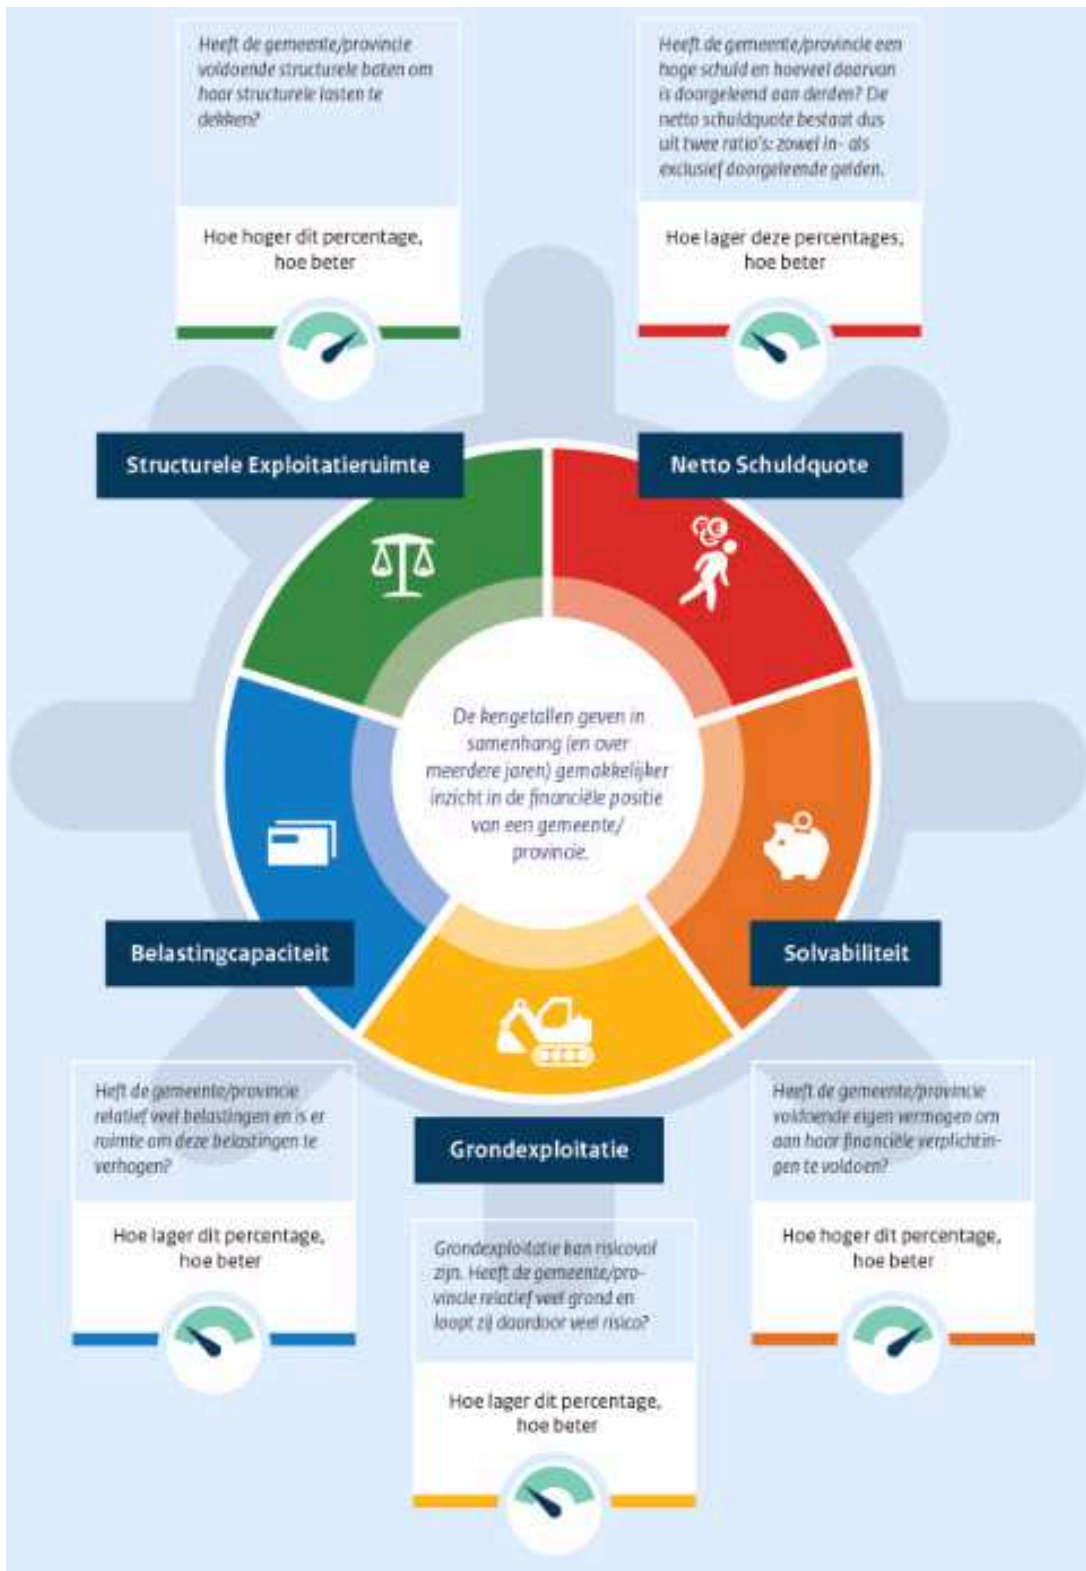 Heeft de gemeente/provincie
voldoende structurele baten om
haar structurele lasten te
dekken?
Hoe hoger dit percentage,
hoe beter
Heeft de gemeente/provincie een
hoge schuld en hoeveel daarvan
is doorgeleend aan derden? De
netto schuldquote bestaat dus
uit twee ratio's: zowel in- als
exclusief doorgeleende gelden.
Hoe lager deze percentages,
hoe beter
Structurele Exploitatieruimte
Netto Schuldquote
De kengetallen geven in
samenhang (en over
meerdere jaren) gemakkelijker
inzicht in de financiële positie
van een gemeente/
provincie.
Belastingcapaciteit
Solvabiliteit
Heft de gemeente/provincie
relatief veel belastingen en is er
ruimte om deze belastingen te
verhogen?
Hoe lager dit percentage,
hoe beter
Grondexploitatie
Grondexploitatie kan risicovol
zijn. Heeft de gemeente/pro-
vincie relatief veel grond en
loopt zij daardoor veel risico?
Hoe lager dit percentage,
hoe beter
Heeft de gemeente/provincie
voldoende eigen vermogen om
aan haar financiële verplichtin-
gen te voldoen?
Hoe hoger dit percentage,
hoe beter